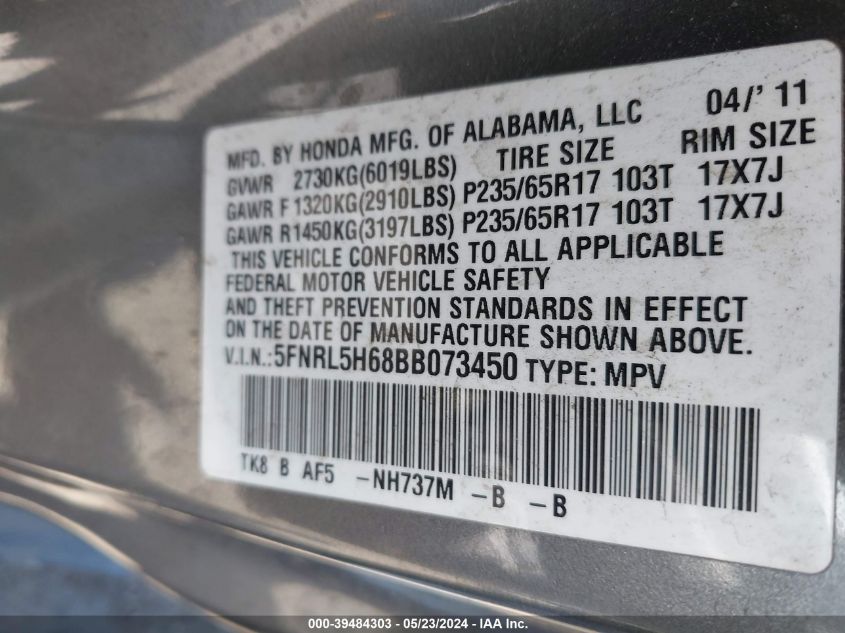 04/' 11
MFD. BY HONDA MFG. OF ALABAMA, LLC
GVWR 2730KG(6019LBS) TIRE SIZE RIM SIZE
GAWR F 1320KG(2910LBS) P235/65R17 103T 17X7J
GAWR R1450KG(3197LBS) P235/65R17 103T 17X7J
THIS VEHICLE CONFORMS TO ALL APPLICABLE
FEDERAL MOTOR VEHICLE SAFETY
AND THEFT PREVENTION STANDARDS IN EFFECT
ON THE DATE OF MANUFACTURE SHOWN ABOVE.
V.I.N.:5FNRL5H68BB073450 TYPE: MPV
TK8 B AF5 -NH737M -B -B
000-39484303 - 05/23/2024 - IAA Inc.